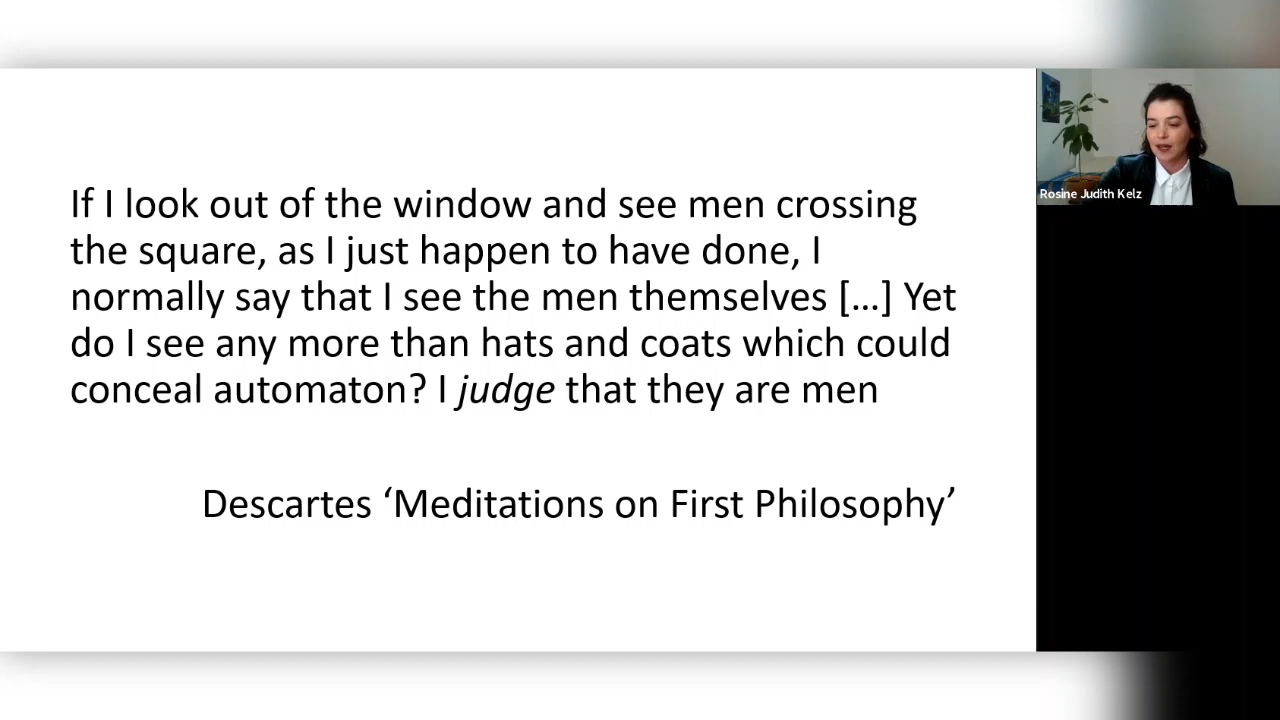 If I look out of the window and see men crossing
the square, as I just happen to have done, I
normally say that I see the men themselves […] Yet
do I see any more than hats and coats which could
conceal automaton? I judge that they are men
Descartes ‘Meditations on First Philosophy’
Rosine Judith Kelz